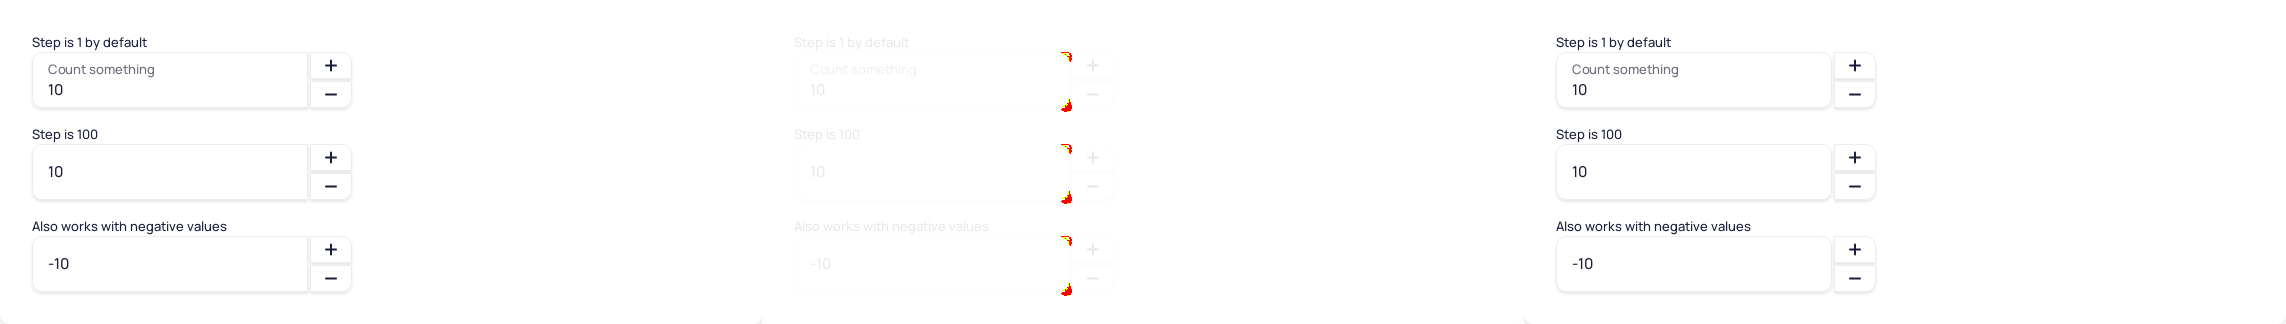 Step is 1 by default
Count something
10
Step is 100
10
Also works with negative values
-10
Step is 1 by default
Count something
10
Step is 100
10
Also works with negative values
-10
Step is 1 by default
Count something
10
Step is 100
10
Also works with negative values
-10